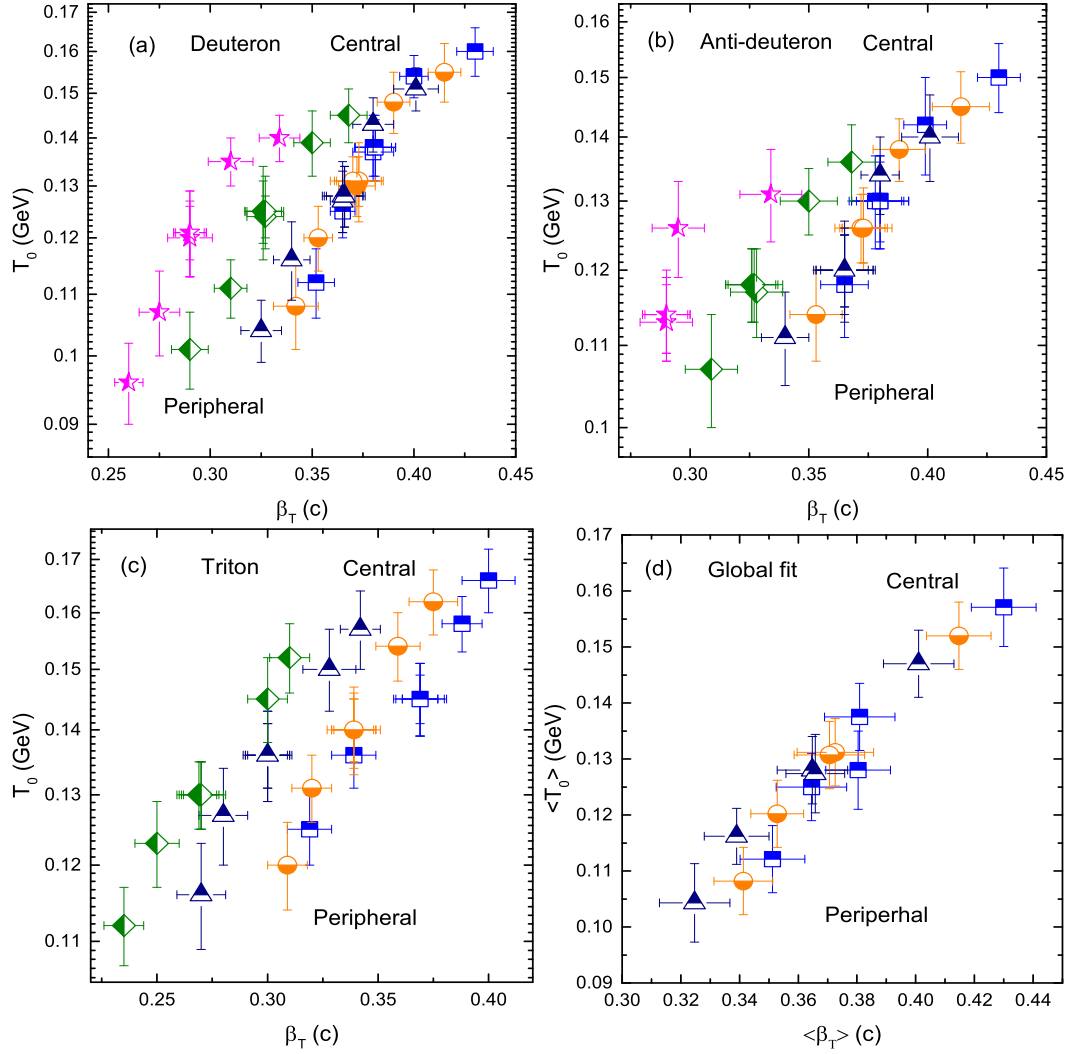 (a) Deuteron Central
0.17
0.16
0.15
0.14
0.13
0.12
0.11
0.1
0.09
T0 (GeV)
Peripheral
0.25 0.30 0.35 0.40 0.45
βT (c)
(b) Anti-deuteron Central
0.15
0.14
0.13
0.12
0.11
0.1
T0 (GeV)
Peripheral
0.30 0.35 0.40 0.45
βT (c)
(c) Triton Central
0.17
0.16
0.15
0.14
0.13
0.12
0.11
T0 (GeV)
Peripheral
0.25 0.30 0.35 0.40
βT (c)
(d) Global fit
Central
0.17
0.16
0.15
0.14
0.13
0.12
0.11
0.10
0.09
<T0> (GeV)
Periperhal
0.30 0.32 0.34 0.36 0.38 0.40 0.42 0.44
<βT> (c)